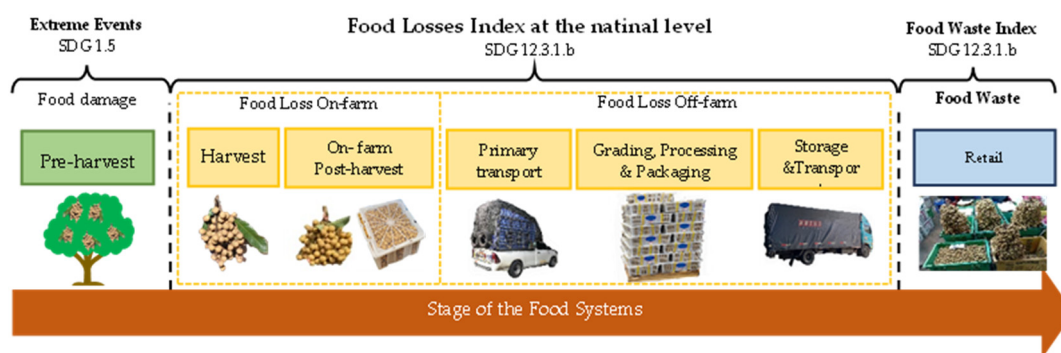 Extreme Events
SDG 1.5
Food Losses Index at the natinal level
SDG 12.3.1.b
Food Waste Index
SDG 12.3.1.b
Food damage
Food Loss On-farm
Food Loss Off-farm
Food Waste
Pre-harvest
Harvest
On- farm
Post-harvest
Primary
transport
Grading, Processing
& Packaging
Storage
&Transpor
Retail
Stage of the Food Systems